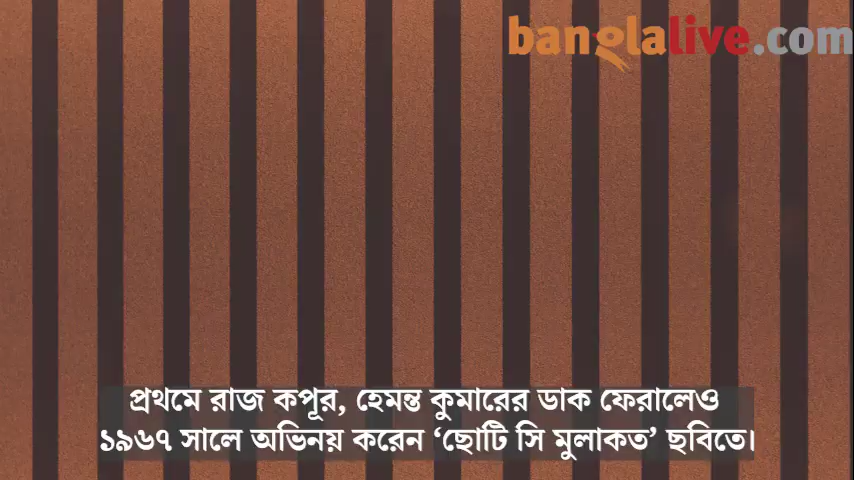 banglalive.com
প্রথমে রাজ কপূর, হেমন্ত কুমারের ডাক ফেরালেও
১৯৬৭ সালে অভিনয় করেন ‘ছোটি সি মুলাকত’ ছবিতে।